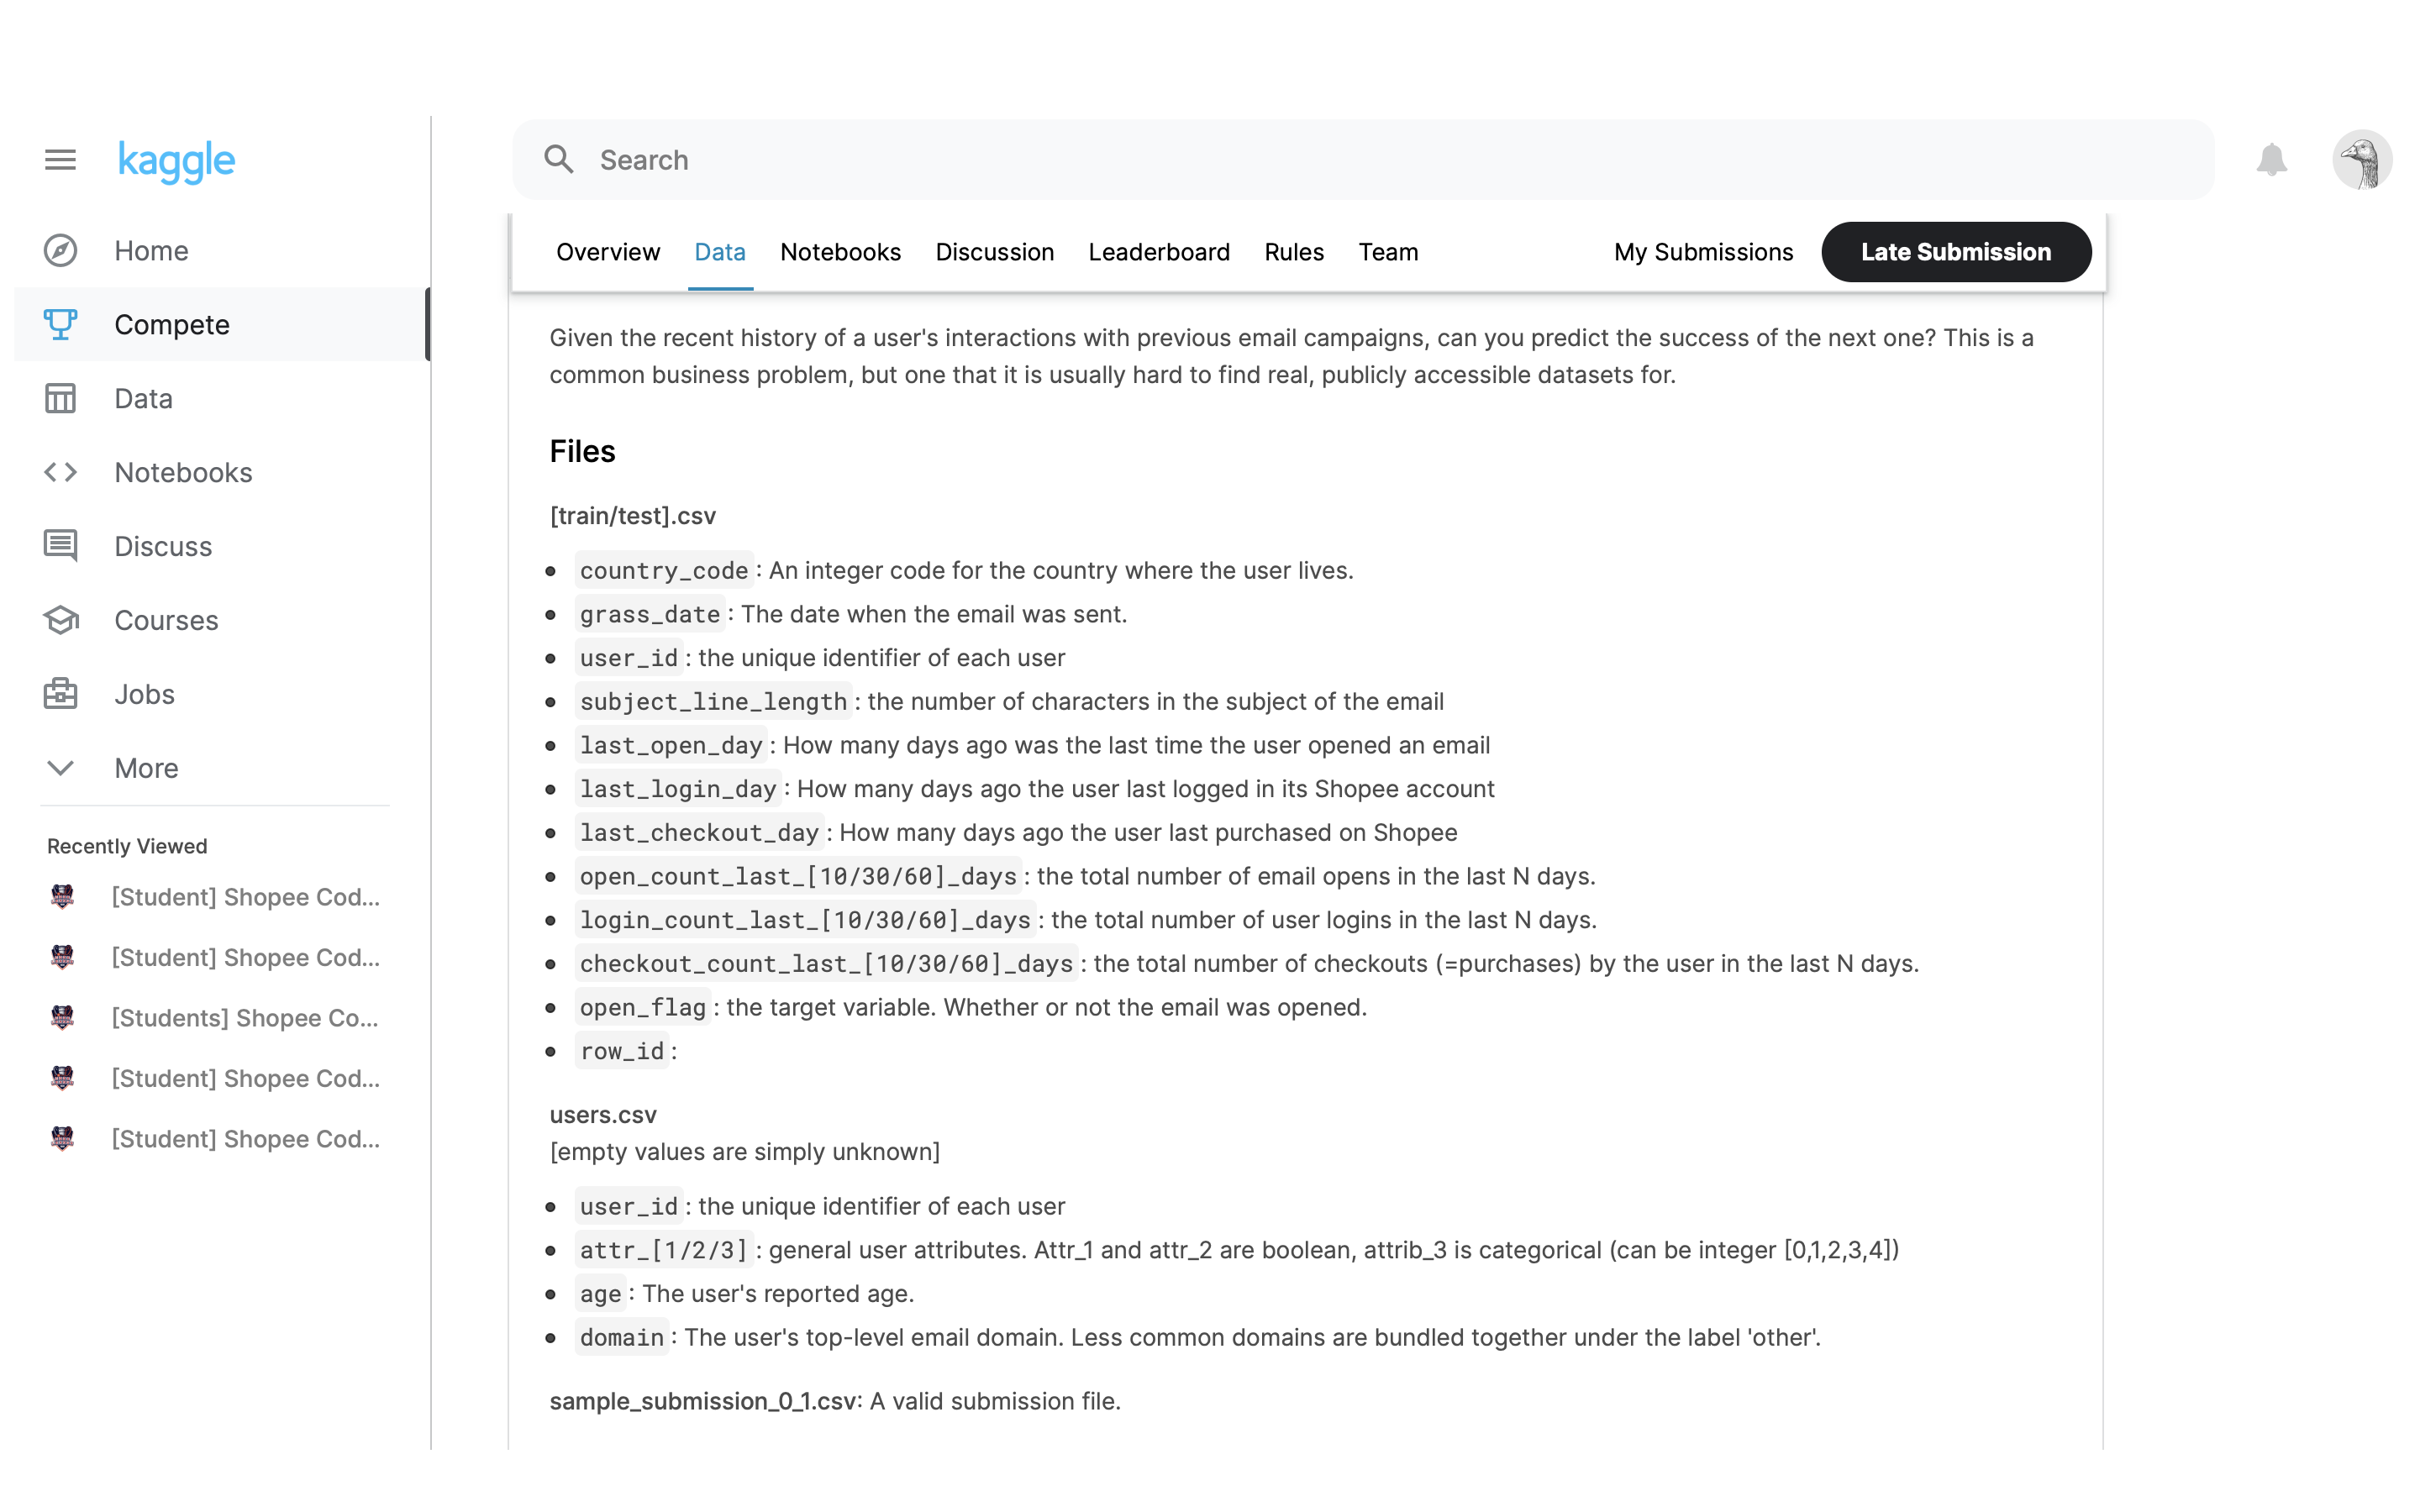 kaggle
Search
Home
Compete
Data
Notebooks
Discuss
Courses
Jobs
More
Recently Viewed
[Student] Shopee Cod...
[Student] Shopee Cod...
[Students] Shopee Co...
[Student] Shopee Cod...
[Student] Shopee Cod...
Overview Data Notebooks Discussion Leaderboard Rules Team My Submissions Late Submission
Given the recent history of a user's interactions with previous email campaigns, can you predict the success of the next one? This is a
common business problem, but one that it is usually hard to find real, publicly accessible datasets for.
Files
[train/test].csv
country_code: An integer code for the country where the user lives.
grass_date: The date when the email was sent.
user_id: the unique identifier of each user
subject_line_length: the number of characters in the subject of the email
last_open_day: How many days ago was the last time the user opened an email
last_login_day: How many days ago the user last logged in its Shopee account
last_checkout_day: How many days ago the user last purchased on Shopee
open_count_last_[10/30/60]_days: the total number of email opens in the last N days.
login_count_last_[10/30/60]_days: the total number of user logins in the last N days.
checkout_count_last_[10/30/60]_days: the total number of checkouts (=purchases) by the user in the last N days.
open_flag: the target variable. Whether or not the email was opened.
row_id:
users.csv
[empty values are simply unknown]
user_id: the unique identifier of each user
attr_[1/2/3]: general user attributes. Attr_1 and attr_2 are boolean, attrib_3 is categorical (can be integer [0,1,2,3,4])
age: The user's reported age.
domain: The user's top-level email domain. Less common domains are bundled together under the label 'other'.
sample_submission_0_1.csv: A valid submission file.